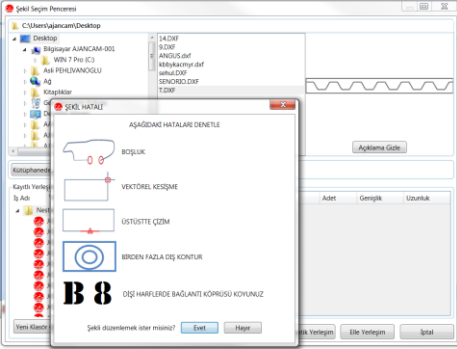 Şekil Seçim Penceresi
C:\Users\ajancam\Desktop
Desktop
Bilgisayar AJANCAM-001
WIN 7 Pro (C:)
Aslı PEHLİVANOGLU
Ağ
Kitaplıklar
14.DXF
9.DXF
ANGUS.dxf
kbbykacmyr.dxf
sehul.DXF
SENORIO.DXF
T.DXF
Açıklama Gizle
Kütüphanede
Kayıtlı Yerleşim
İş Adı
Adet
Genişlik
Uzunluk
ŞEKİL HATALI
AŞAĞIDAKİ HATALARI DENETLE
BOŞLUK
VEKTÖREL KESİŞME
ÜSTÜSTTE ÇİZİM
BİRDEN FAZLA DIŞ KONTUR
B 8
DİŞİ HARFLERDE BAĞLANTI KÖPRÜSÜ KOYUNUZ
Şekli düzenlemek ister misiniz?
Evet
Hayır
Yeni Klasör
Yerleşim
Elle Yerleşim
İptal